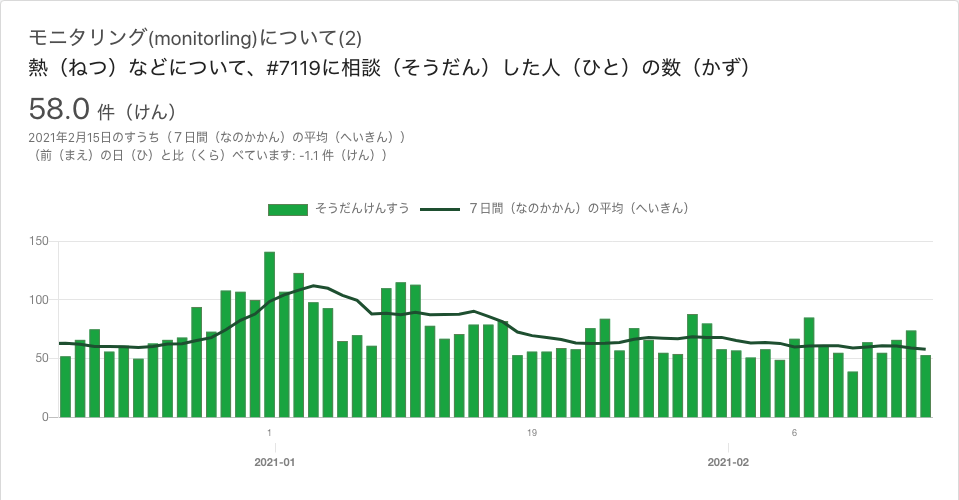 モニタリング(monitorling)について(2)
熱（ねつ）などについて、#7119に相談（そうだん）した人（ひと）の数（かず）
58.0 件（けん）
2021年2月15日のすうち（７日間（なのかかん）の平均（へいきん））
（前（まえ）の日（ひ）と比（くら）べています: -1.1 件（けん））
そうだんけんすう ７日間（なのかかん）の平均（へいきん）
150
100
50
0
1 19 6
2021-01 2021-02